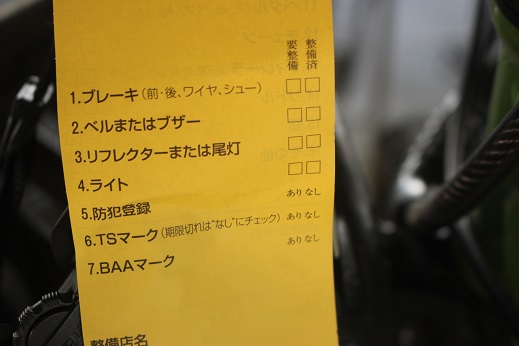 要整備 整備済
1.ブレーキ(前・後、ワイヤ、シュー) □□
2.ベルまたはブザー □□
3.リフレクターまたは尾灯 □□
4.ライト □□
5.防犯登録 ありなし
6.TSマーク(期限切れは"なし"にチェック) ありなし
7.BAAマーク ありなし
整備店名